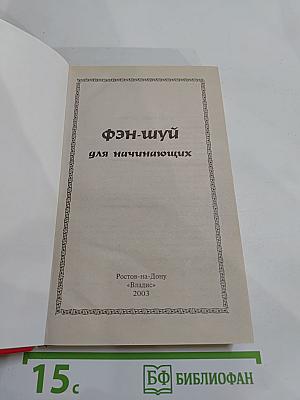 Фэн-шуй
для начинающих
Ростов-на-Дону
«Владис»
2003
15с
БФ БИБЛИОФАН